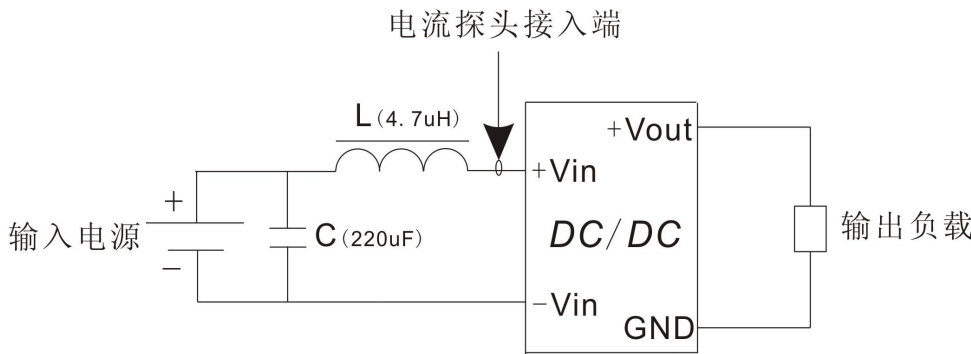 电流探头接入端
L(4.7uH)
+Vout
+Vin
+
输入电源
C(220uF)
DC/DC
输出负载
−
−Vin
GND